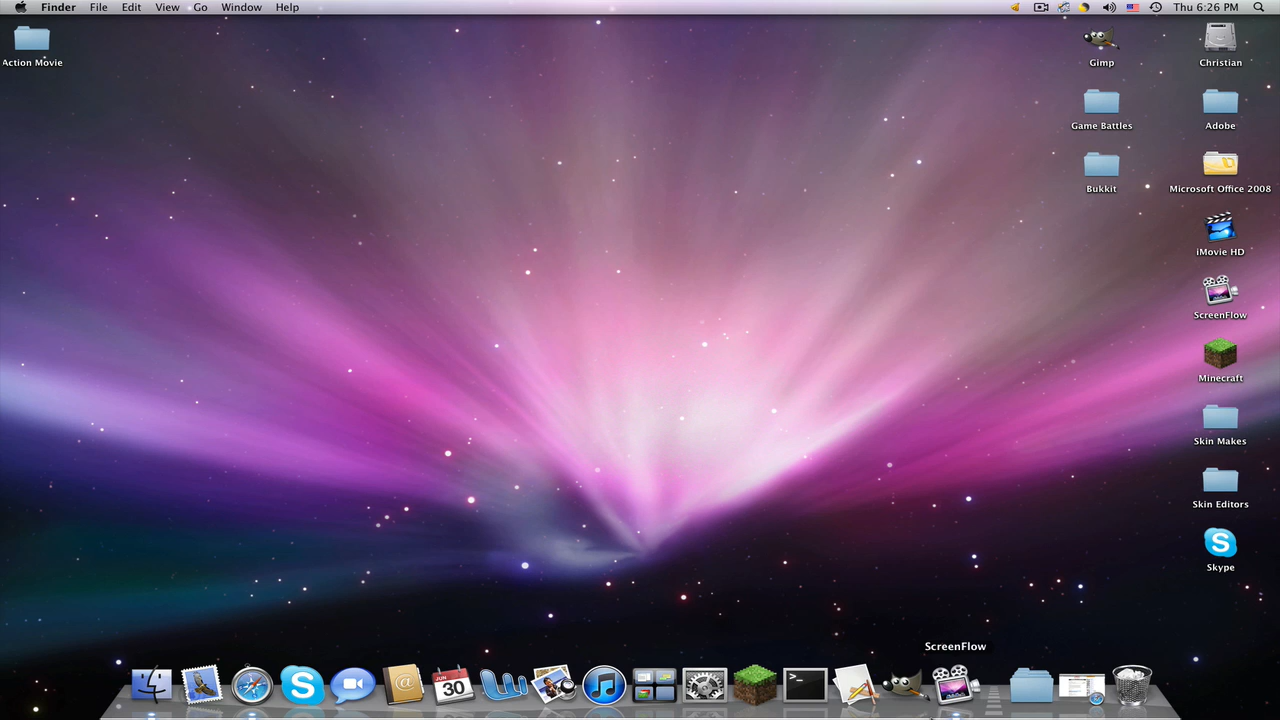 Finder File Edit View Go Window Help Thu 6:26 PM
Action Movie
Gimp
Christian
Game Battles
Adobe
Bukkit
Microsoft Office 2008
iMovie HD
ScreenFlow
Minecraft
Skin Makes
Skin Editors
Skype
ScreenFlow
JUN
30